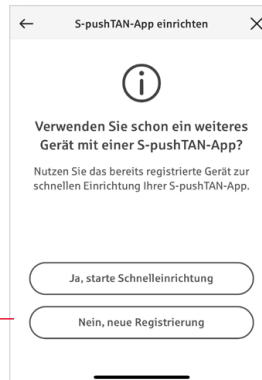 S-pushTAN-App einrichten
Verwenden Sie schon ein weiteres
Gerät mit einer S-pushTAN-App?
Nutzen Sie das bereits registrierte Gerät zur
schnellen Einrichtung Ihrer S-pushTAN-App.
Ja, starte Schnelleinrichtung
Nein, neue Registrierung